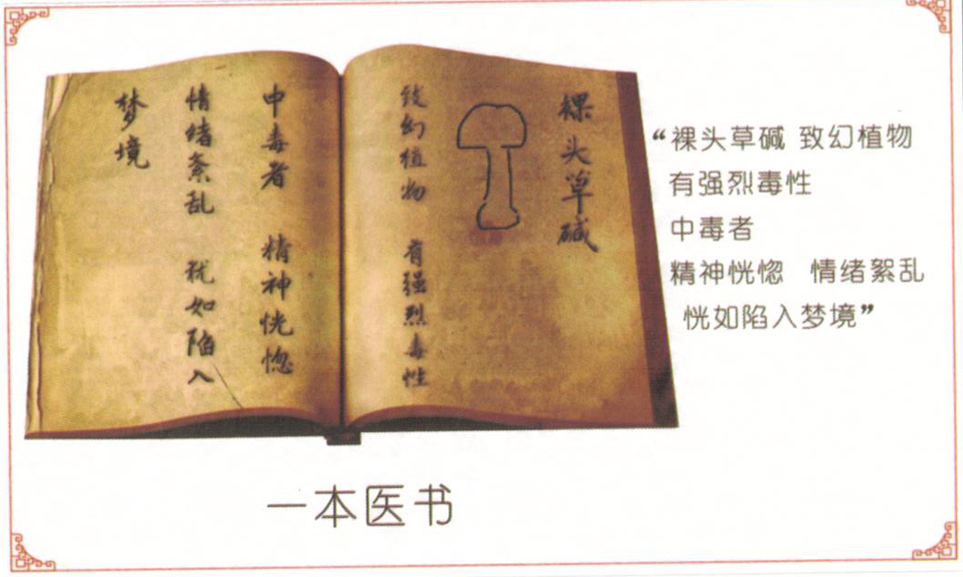 裸头草碱
致幻植物 有强烈毒性
中毒者 精神恍惚
情绪紊乱 犹如陷入
梦境
“裸头草碱 致幻植物
有强烈毒性
中毒者
精神恍惚 情绪絮乱
恍如陷入梦境”
一本医书